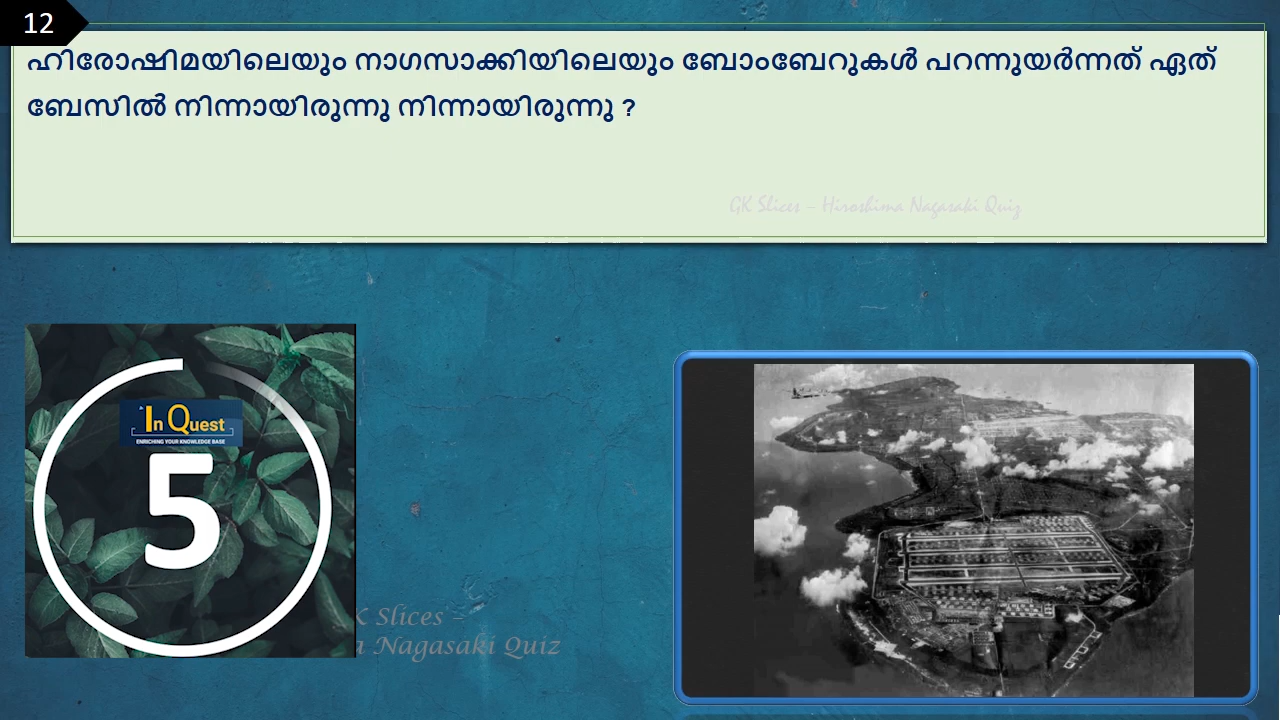 12
ഹിരോഷിമയിലെയും നാഗസാക്കിയിലെയും ബോംബേറുകൾ പറന്നുയർന്നത് ഏത്
ബേസിൽ നിന്നായിരുന്നു നിന്നായിരുന്നു ?
GK Slices – Hiroshima Nagasaki Quiz
In Quest
ENRICHING YOUR KNOWLEDGE BASE
5
K Slices –
a Nagasaki Quiz